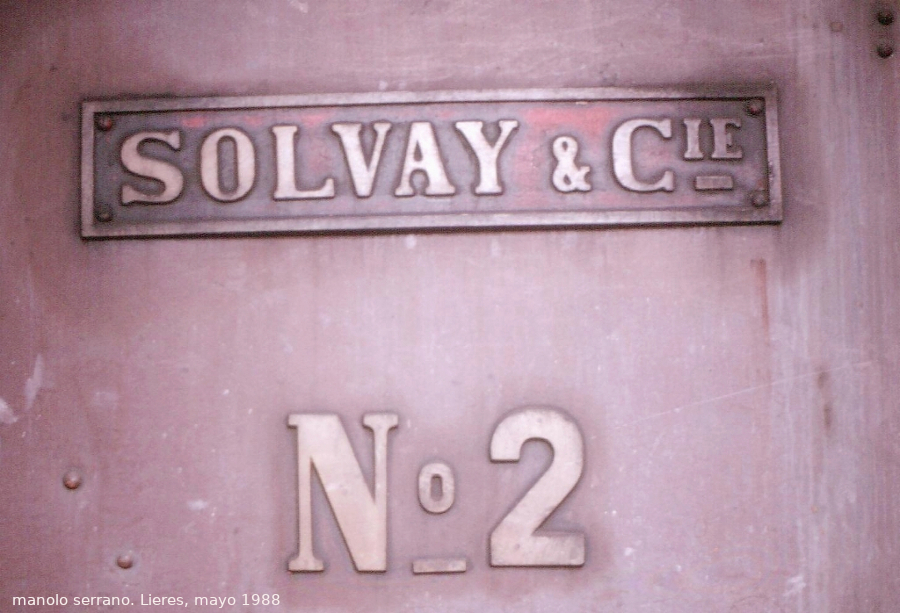 SOLVAY & CIE
No 2
manolo serrano. Lieres, mayo 1988